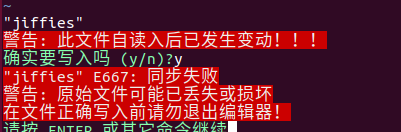 ~
"jiffies"
警告: 此文件自读入后已发生变动！！！
确实要写入吗 (y/n)?y
"jiffies" E667: 同步失败
警告: 原始文件可能已丢失或损坏
在文件正确写入前请勿退出编辑器！
请按 ENTER 或其它命令继续